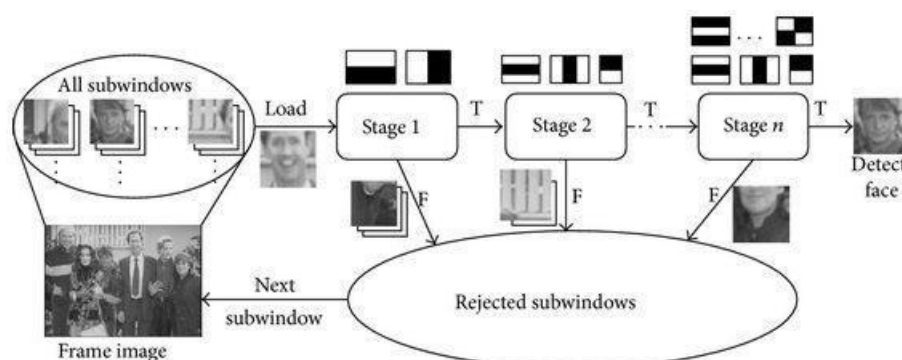 All subwindows
. . .
Load
Stage 1
T
Stage 2
T
. . .
. . .
Stage n
T
Detect
face
F
F
F
Rejected subwindows
Next
subwindow
Frame image